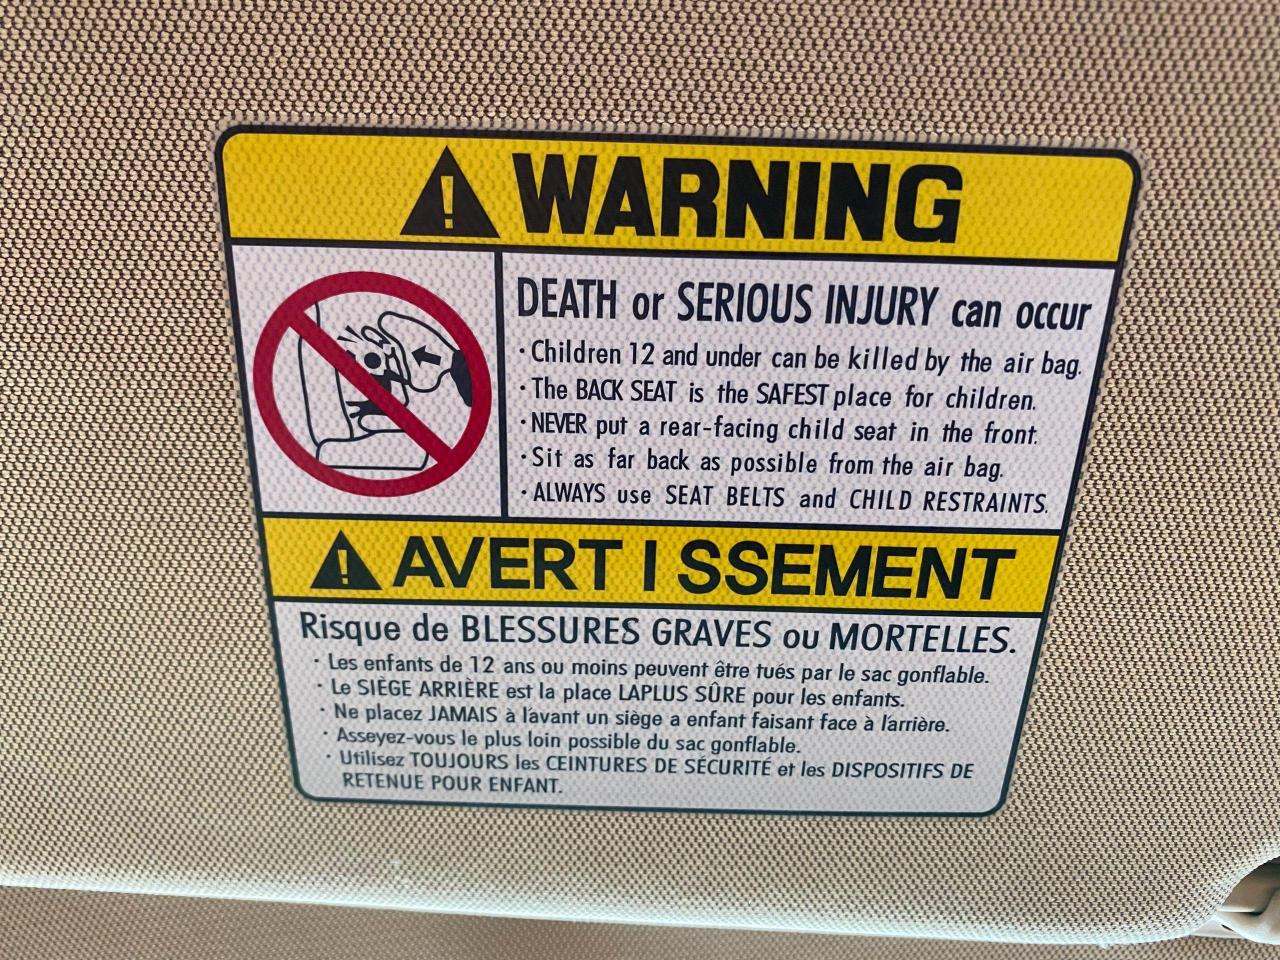 WARNING
DEATH or SERIOUS INJURY can occur
· Children 12 and under can be killed by the air bag.
· The BACK SEAT is the SAFEST place for children.
· NEVER put a rear-facing child seat in the front.
· Sit as far back as possible from the air bag.
· ALWAYS use SEAT BELTS and CHILD RESTRAINTS.
AVERT I SSEMENT
Risque de BLESSURES GRAVES ou MORTELLES.
· Les enfants de 12 ans ou moins peuvent être tués par le sac gonflable.
· Le SIÈGE ARRIÈRE est la place LAPLUS SÛRE pour les enfants.
· Ne placez JAMAIS à l'avant un siège a enfant faisant face à l'arrière.
· Asseyez-vous le plus loin possible du sac gonflable.
· Utilisez TOUJOURS les CEINTURES DE SÉCURITÉ et les DISPOSITIFS DE
RETENUE POUR ENFANT.